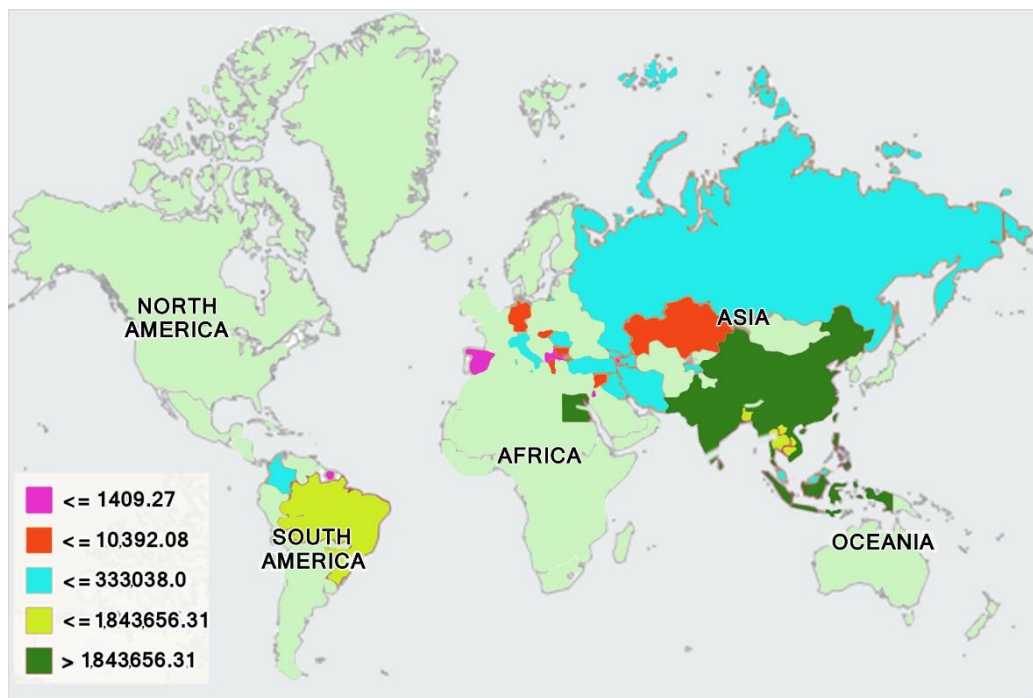 NORTH
AMERICA
ASIA
AFRICA
SOUTH
AMERICA
OCEANIA
<= 1409.27
<= 10,392.08
<= 333,038.0
<= 1,843,656.31
> 1,843,656.31